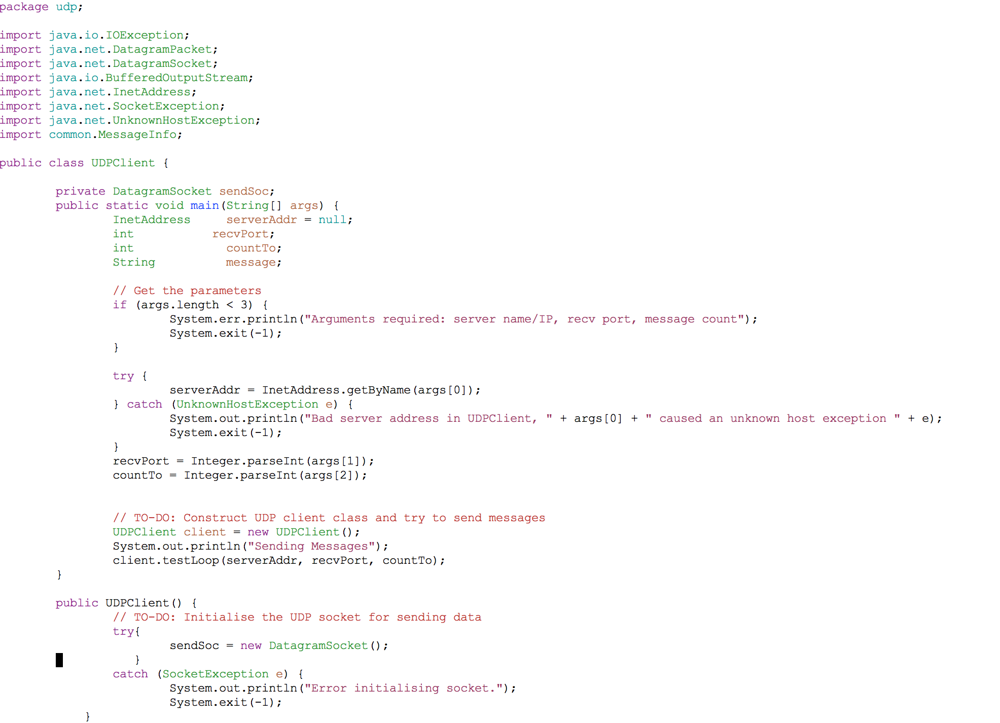 package udp;
import java.io.IOException;
import java.net.DatagramPacket;
import java.net.DatagramSocket;
import java.io.BufferedOutputStream;
import java.net.InetAddress;
import java.net.SocketException;
import java.net.UnknownHostException;
import common.MessageInfo;
public class UDPClient {
private DatagramSocket sendSoc;
public static void main(String[] args) {
InetAddress serverAddr = null;
int recvPort;
int countTo;
String message;
// Get the parameters
if (args.length < 3) {
System.err.println("Arguments required: server name/IP, recv port, message count");
System.exit(-1);
}
try {
serverAddr = InetAddress.getByName(args[0]);
} catch (UnknownHostException e) {
System.out.println("Bad server address in UDPClient, " + args[0] + " caused an unknown host exception " + e);
System.exit(-1);
}
recvPort = Integer.parseInt(args[1]);
countTo = Integer.parseInt(args[2]);
// TO-DO: Construct UDP client class and try to send messages
UDPClient client = new UDPClient();
System.out.println("Sending Messages");
client.testLoop(serverAddr, recvPort, countTo);
}
public UDPClient() {
// TO-DO: Initialise the UDP socket for sending data
try{
sendSoc = new DatagramSocket();
}
catch (SocketException e) {
System.out.println("Error initialising socket.");
System.exit(-1);
}